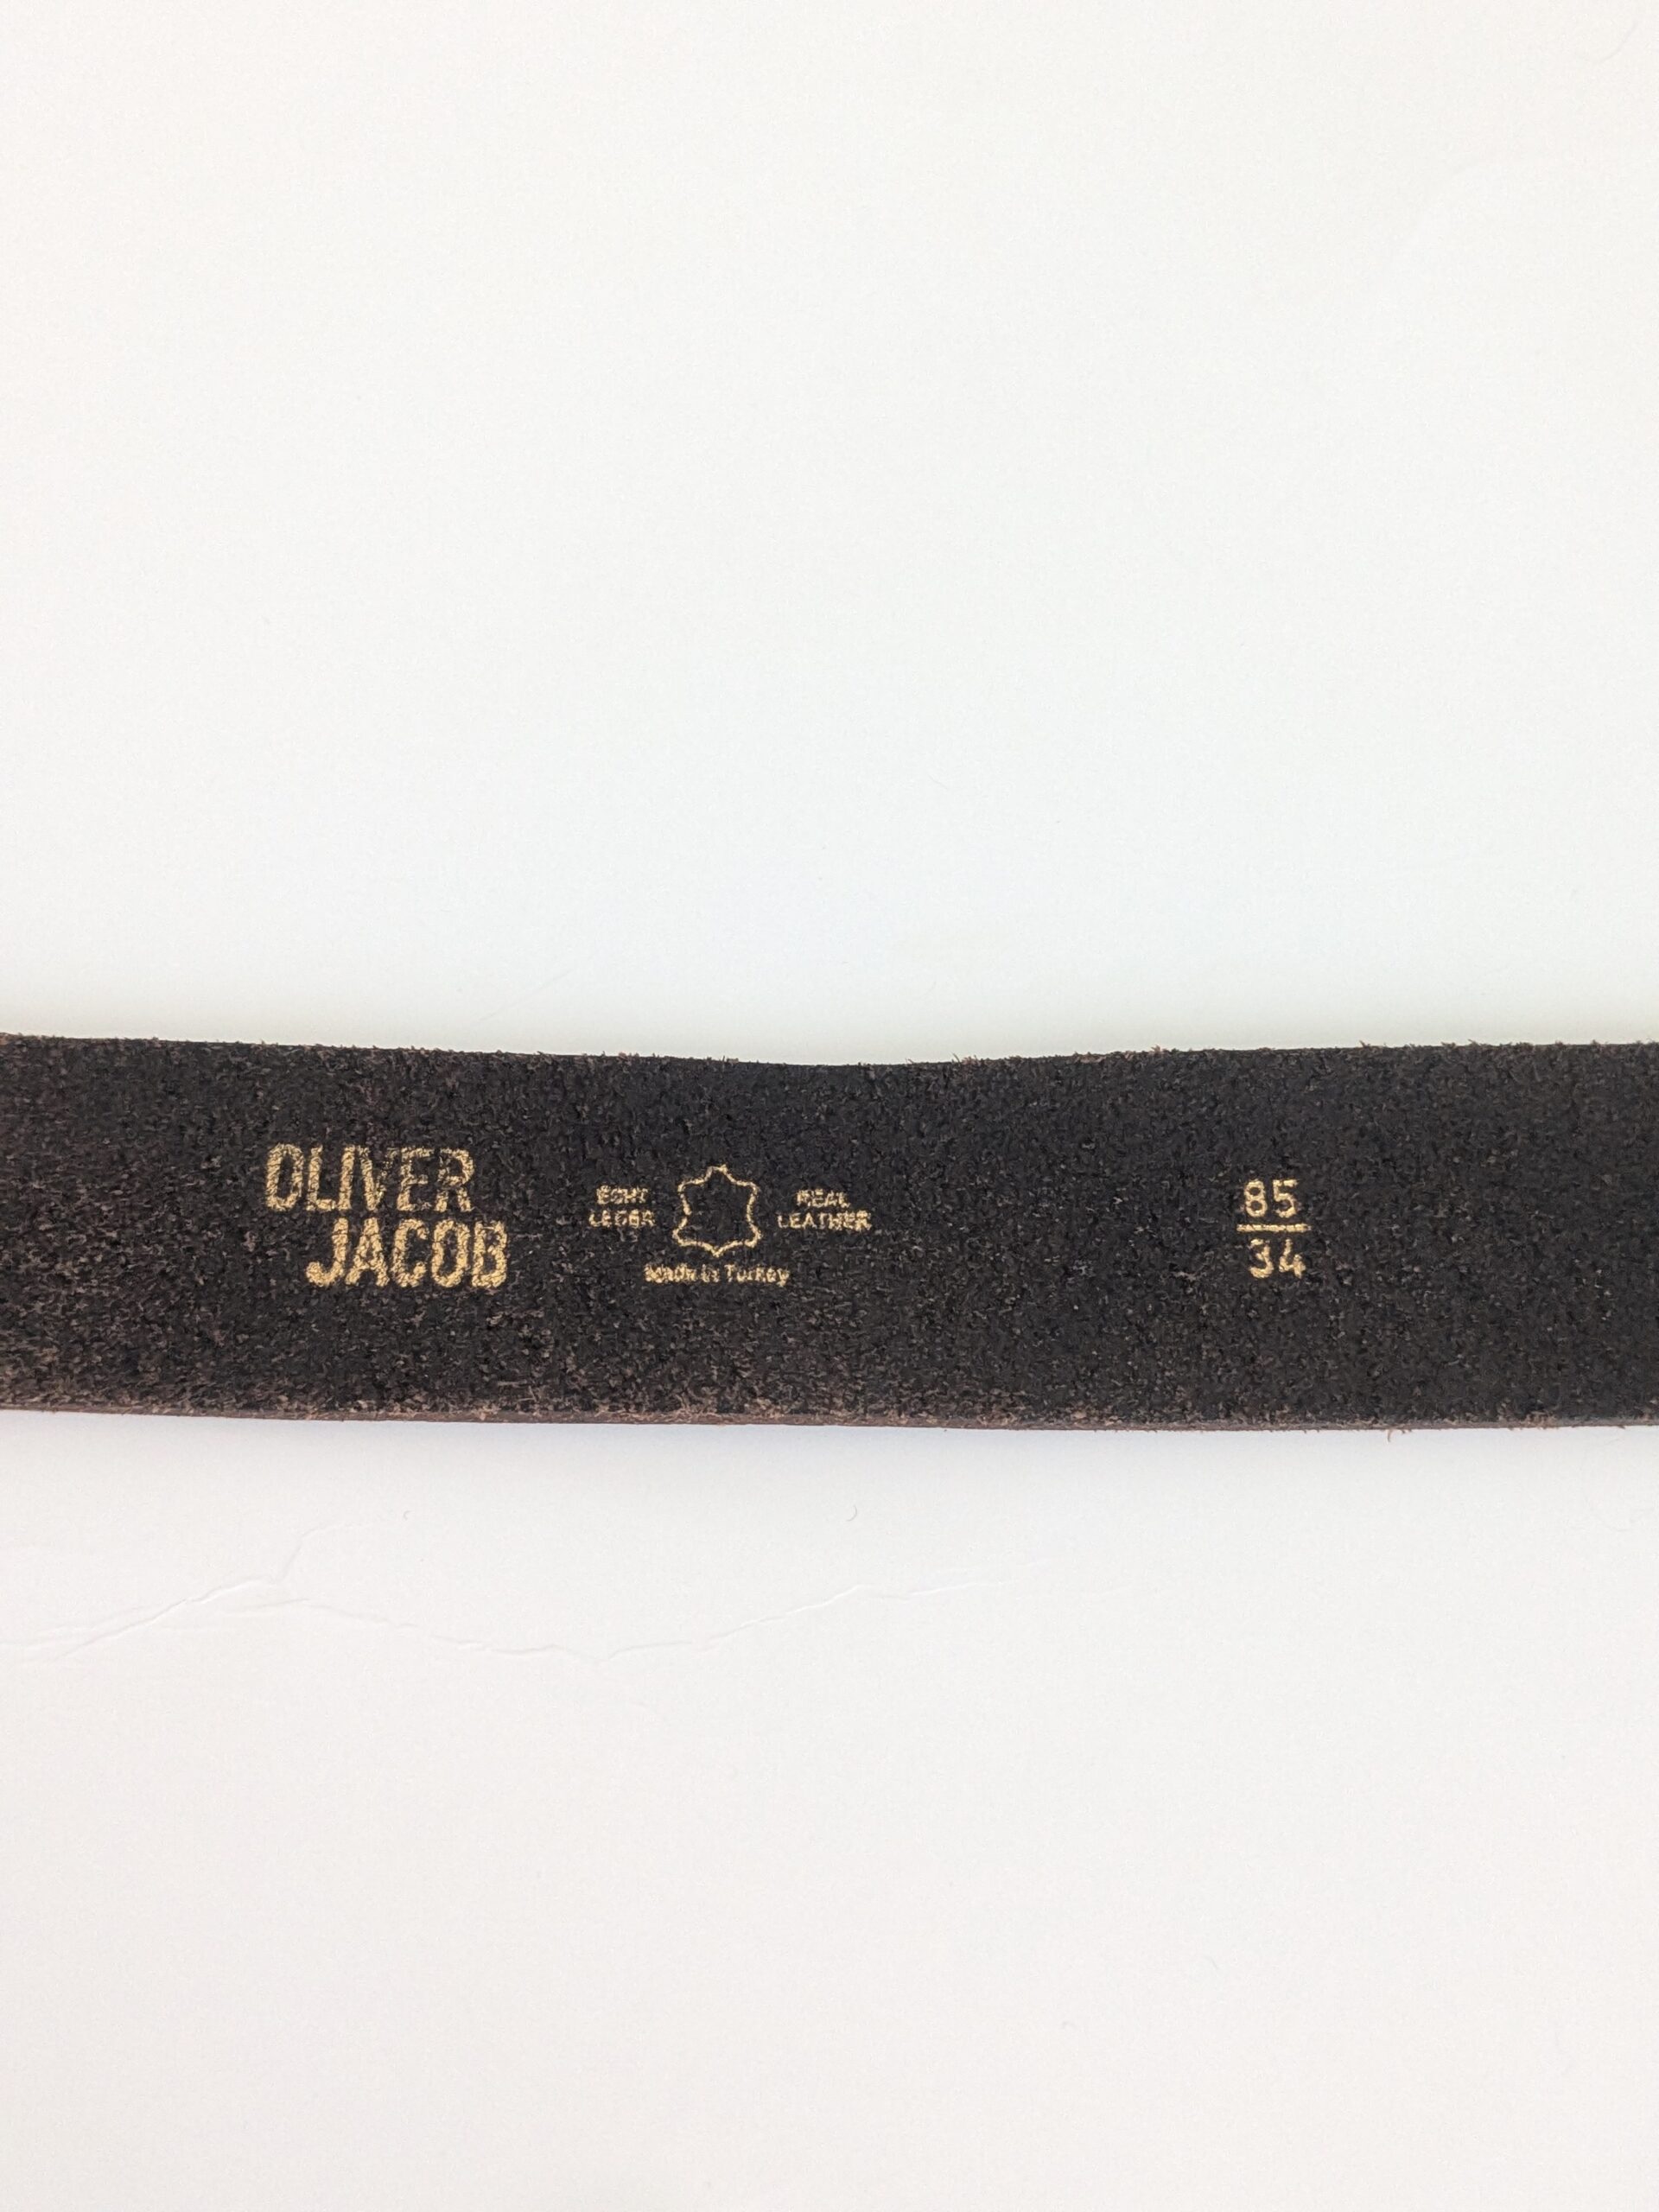 OLIVER
JACOB
ECHT
LEDER
REAL
LEATHER
Made in Turkey
85
34